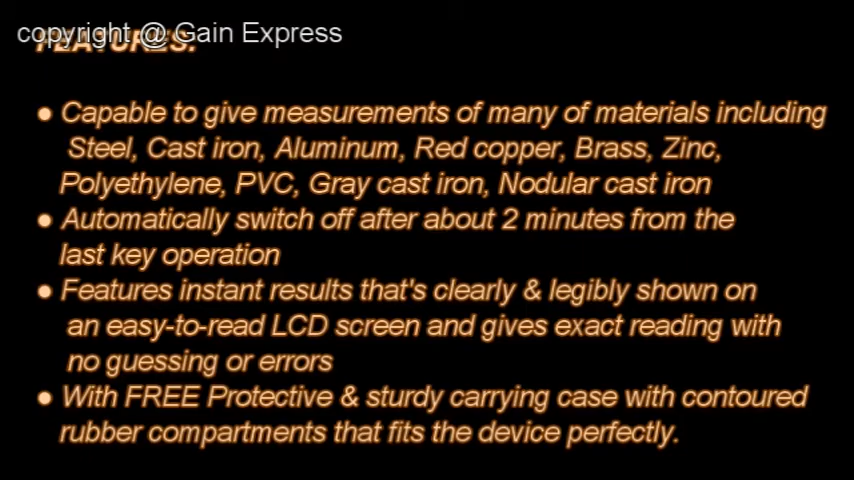 copyright @ Gain Express
FEATURES:
● Capable to give measurements of many of materials including
Steel, Cast iron, Aluminum, Red copper, Brass, Zinc,
Polyethylene, PVC, Gray cast iron, Nodular cast iron
● Automatically switch off after about 2 minutes from the
last key operation
● Features instant results that's clearly & legibly shown on
an easy-to-read LCD screen and gives exact reading with
no guessing or errors
● With FREE Protective & sturdy carrying case with contoured
rubber compartments that fits the device perfectly.